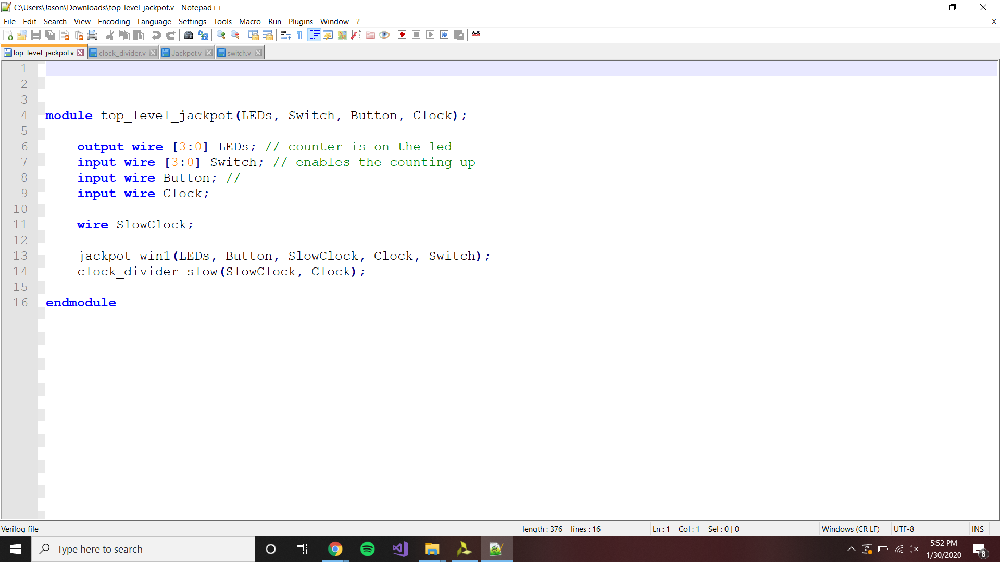 C:\Users\Jason\Downloads\top_level_jackpot.v - Notepad++
File Edit Search View Encoding Language Settings Tools Macro Run Plugins Window ? X
ABC
top_level_jackpot.v clock_divider.v Jackpot.v switch.v
1
2
3
4 module top_level_jackpot(LEDs, Switch, Button, Clock);
5
6 output wire [3:0] LEDs; // counter is on the led
7 input wire [3:0] Switch; // enables the counting up
8 input wire Button; //
9 input wire Clock;
10
11 wire SlowClock;
12
13 jackpot win1(LEDs, Button, SlowClock, Clock, Switch);
14 clock_divider slow(SlowClock, Clock);
15
16 endmodule
Verilog file length : 376 lines : 16 Ln : 1 Col : 1 Sel : 0 | 0 Windows (CR LF) UTF-8 INS
Type here to search
5:52 PM
1/30/2020
8